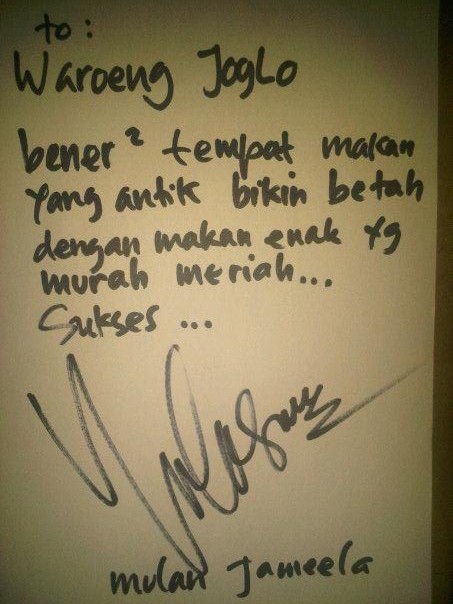 to :
Waroeng Joglo
bener² tempat makan
yang antik bikin betah
dengan makan enak yg
murah meriah...
Sukses ...
mulan Jameela